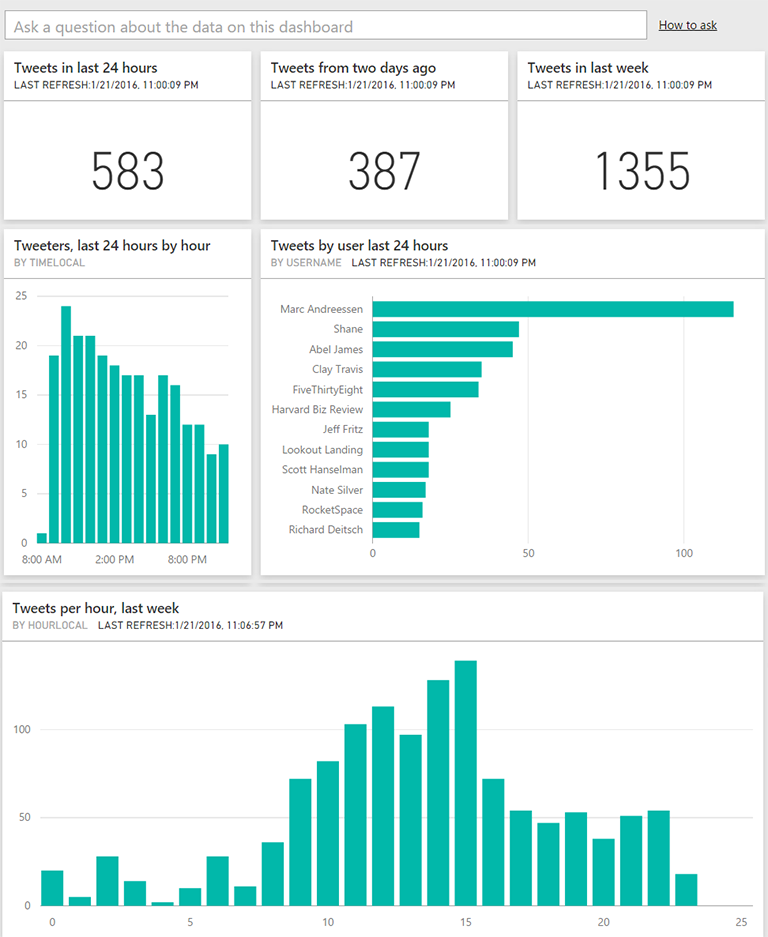 Ask a question about the data on this dashboard
How to ask
Tweets in last 24 hours
LAST REFRESH:1/21/2016, 11:00:09 PM
583
Tweets from two days ago
LAST REFRESH:1/21/2016, 11:00:09 PM
387
Tweets in last week
LAST REFRESH:1/21/2016, 11:00:09 PM
1355
Tweeters, last 24 hours by hour
BY TIMELOCAL
25
20
15
10
5
0
8:00 AM 2:00 PM 8:00 PM
Tweets by user last 24 hours
BY USERNAME LAST REFRESH:1/21/2016, 11:00:09 PM
Marc Andreessen
Shane
Abel James
Clay Travis
FiveThirtyEight
Harvard Biz Review
Jeff Fritz
Lookout Landing
Scott Hanselman
Nate Silver
RocketSpace
Richard Deitsch
0 50 100
Tweets per hour, last week
BY HOURLOCAL LAST REFRESH:1/21/2016, 11:06:57 PM
100
50
0
0 5 10 15 20 25